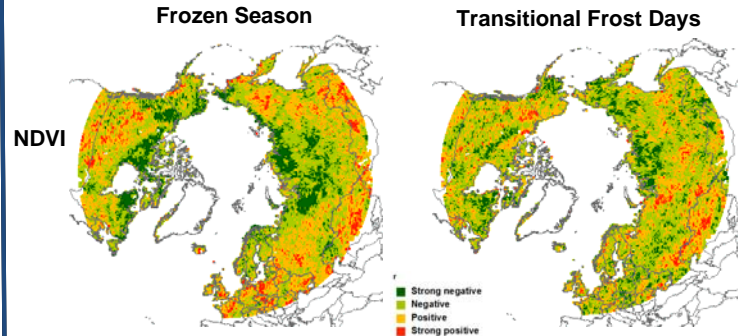 Frozen Season
Transitional Frost Days
NDVI
r
Strong negative
Negative
Positive
Strong positive